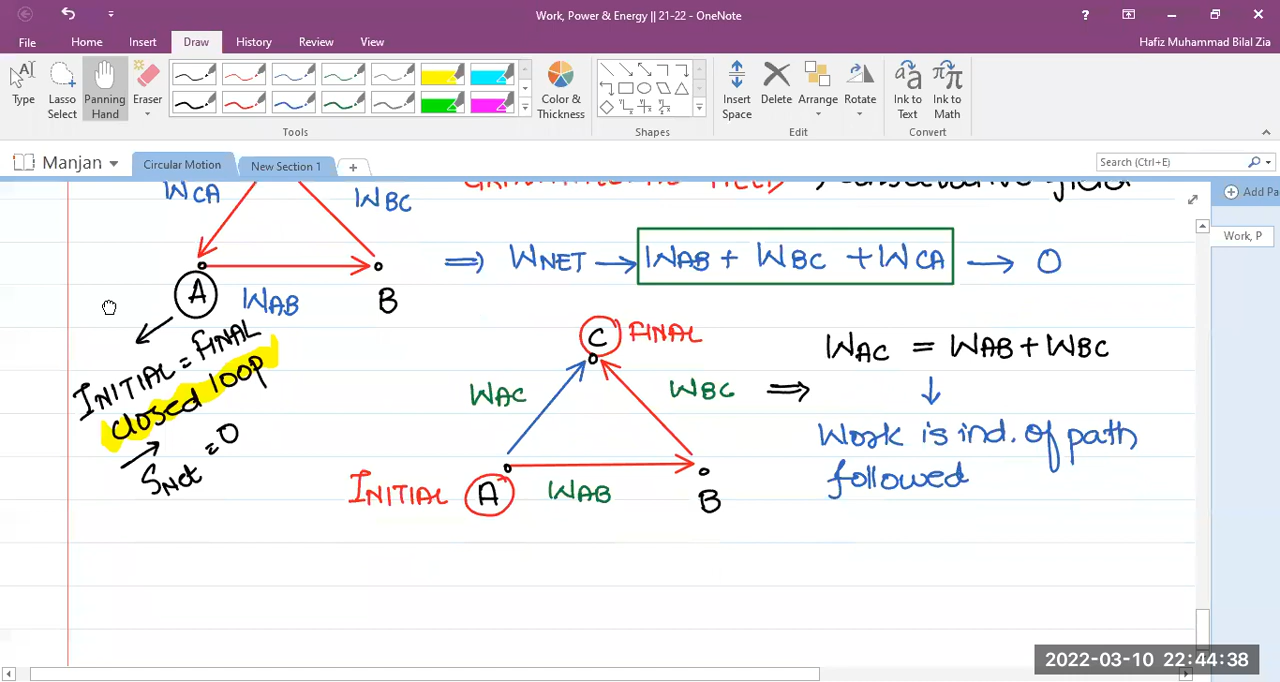 Work, Power & Energy || 21-22 - OneNote
File Home Insert Draw History Review View
Hafiz Muhammad Bilal Zia
Type Lasso Select Panning Hand Eraser
Color & Thickness
Insert Space Delete Arrange Rotate Ink to Text Ink to Math
Tools Shapes Edit Convert
Manjan Circular Motion New Section 1
Search (Ctrl+E)
Add Pa
Work, P
WCA WBC
FIELD
⇒ WNET → WAB + WBC + WCA → 0
A WAB B
INITIAL = FINAL
closed loop
SNet = 0
C FINAL
WAC WBC ⇒
INITIAL A WAB B
WAC = WAB + WBC
↓
Work is ind. of path
followed
2022-03-10 22:44:38